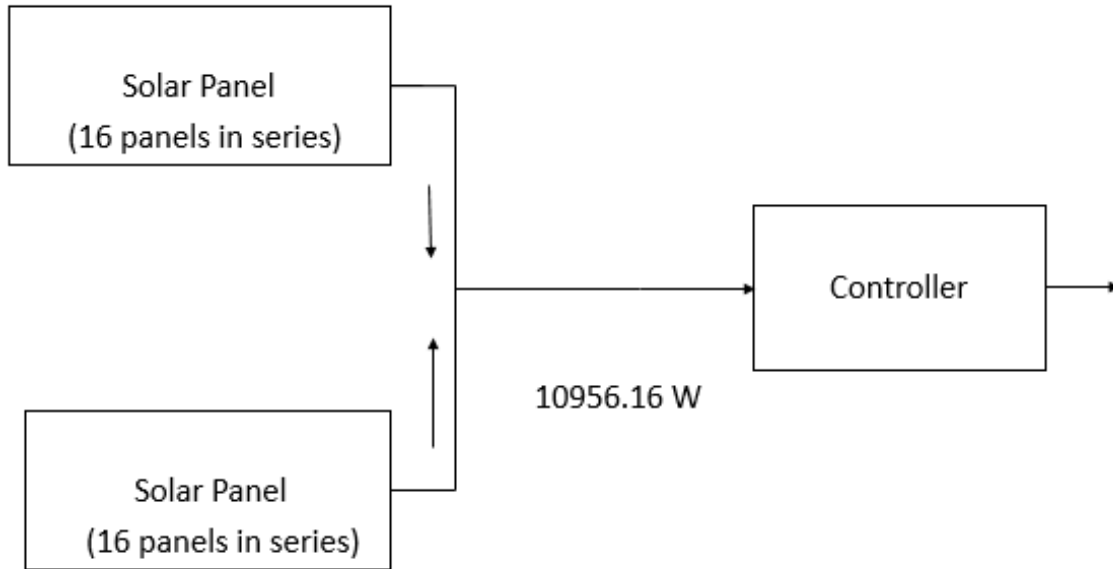 Solar Panel
(16 panels in series)
Controller
10956.16 W
Solar Panel
(16 panels in series)